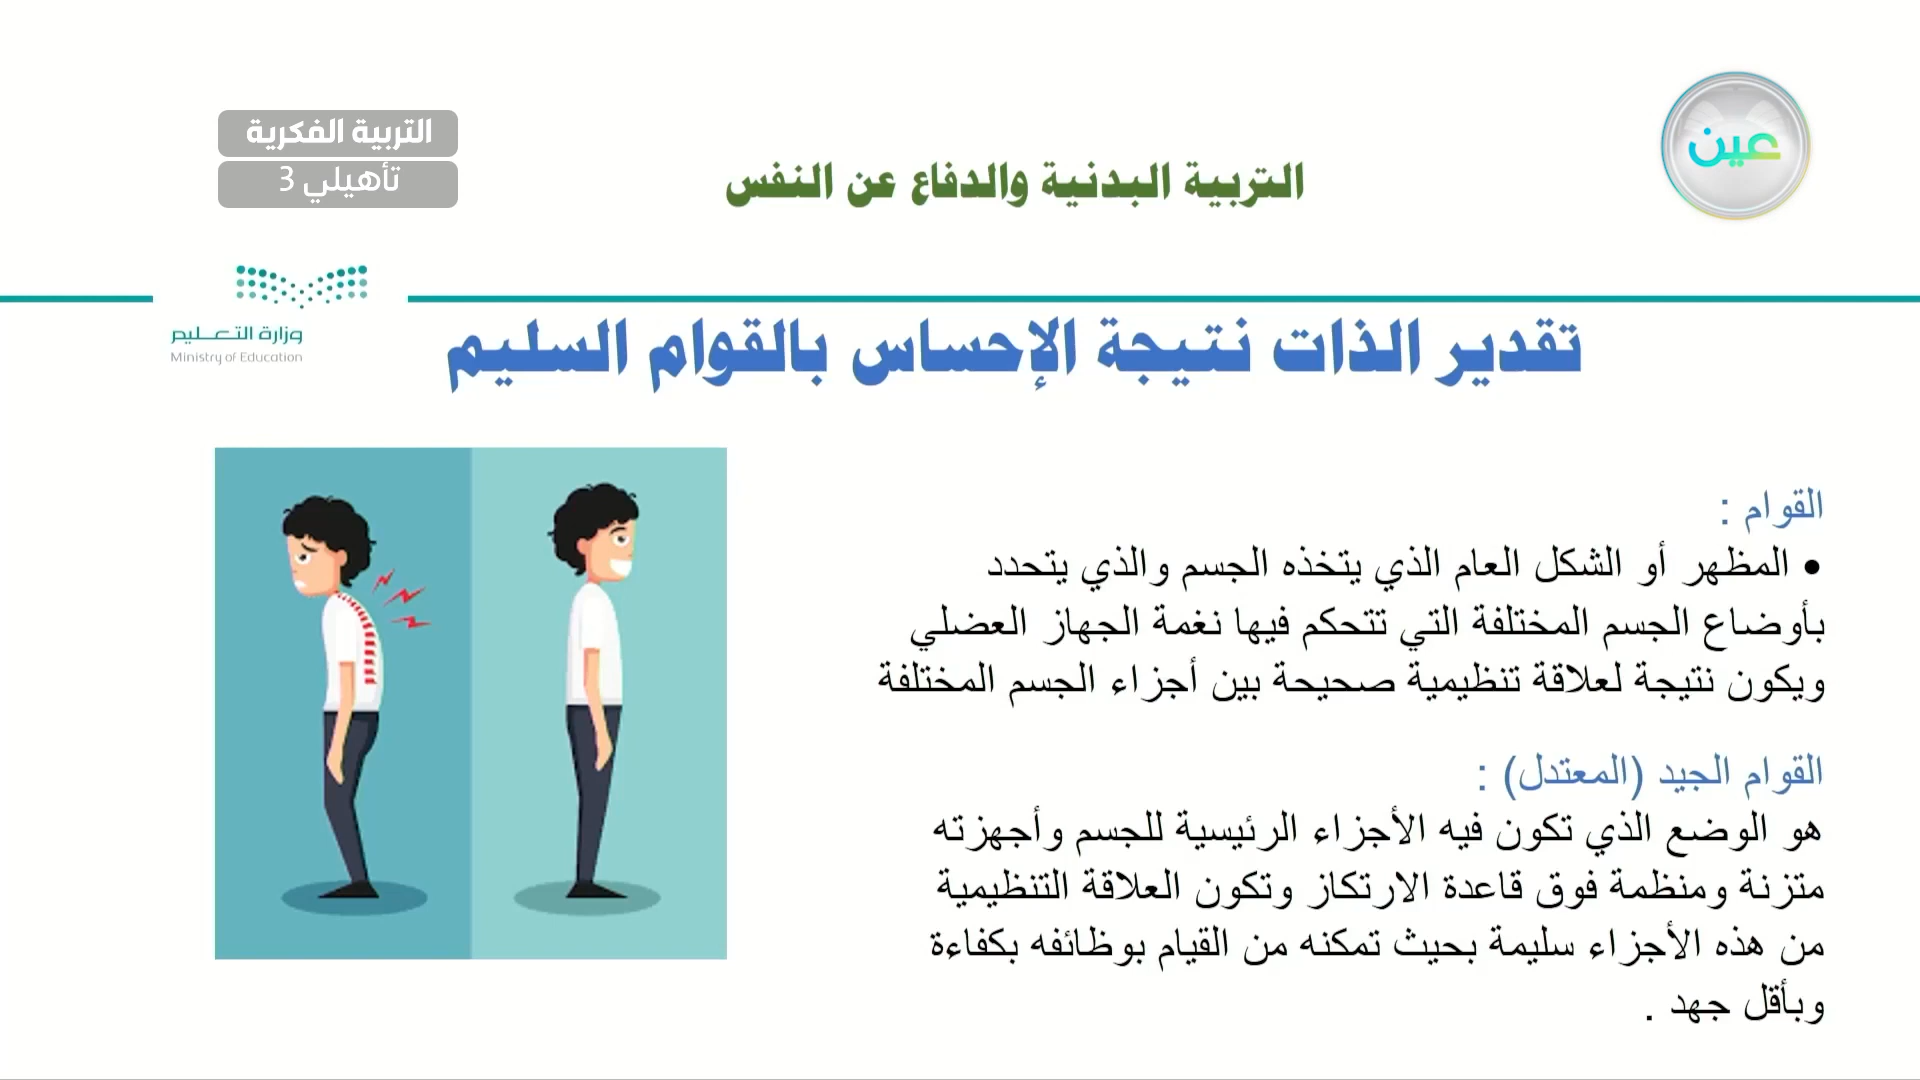 التربية الفكرية
تأهيلي 3
عين
التربية البدنية والدفاع عن النفس
وزارة التعليم
Ministry of Education
تقدير الذات نتيجة الإحساس بالقوام السليم
القوام :
• المظهر أو الشكل العام الذي يتخذه الجسم والذي يتحدد
بأوضاع الجسم المختلفة التي تتحكم فيها نغمة الجهاز العضلي
ويكون نتيجة لعلاقة تنظيمية صحيحة بين أجزاء الجسم المختلفة
القوام الجيد (المعتدل) :
هو الوضع الذي تكون فيه الأجزاء الرئيسية للجسم وأجهزته
متزنة ومنظمة فوق قاعدة الارتكاز وتكون العلاقة التنظيمية
من هذه الأجزاء سليمة بحيث تمكنه من القيام بوظائفه بكفاءة
وبأقل جهد .